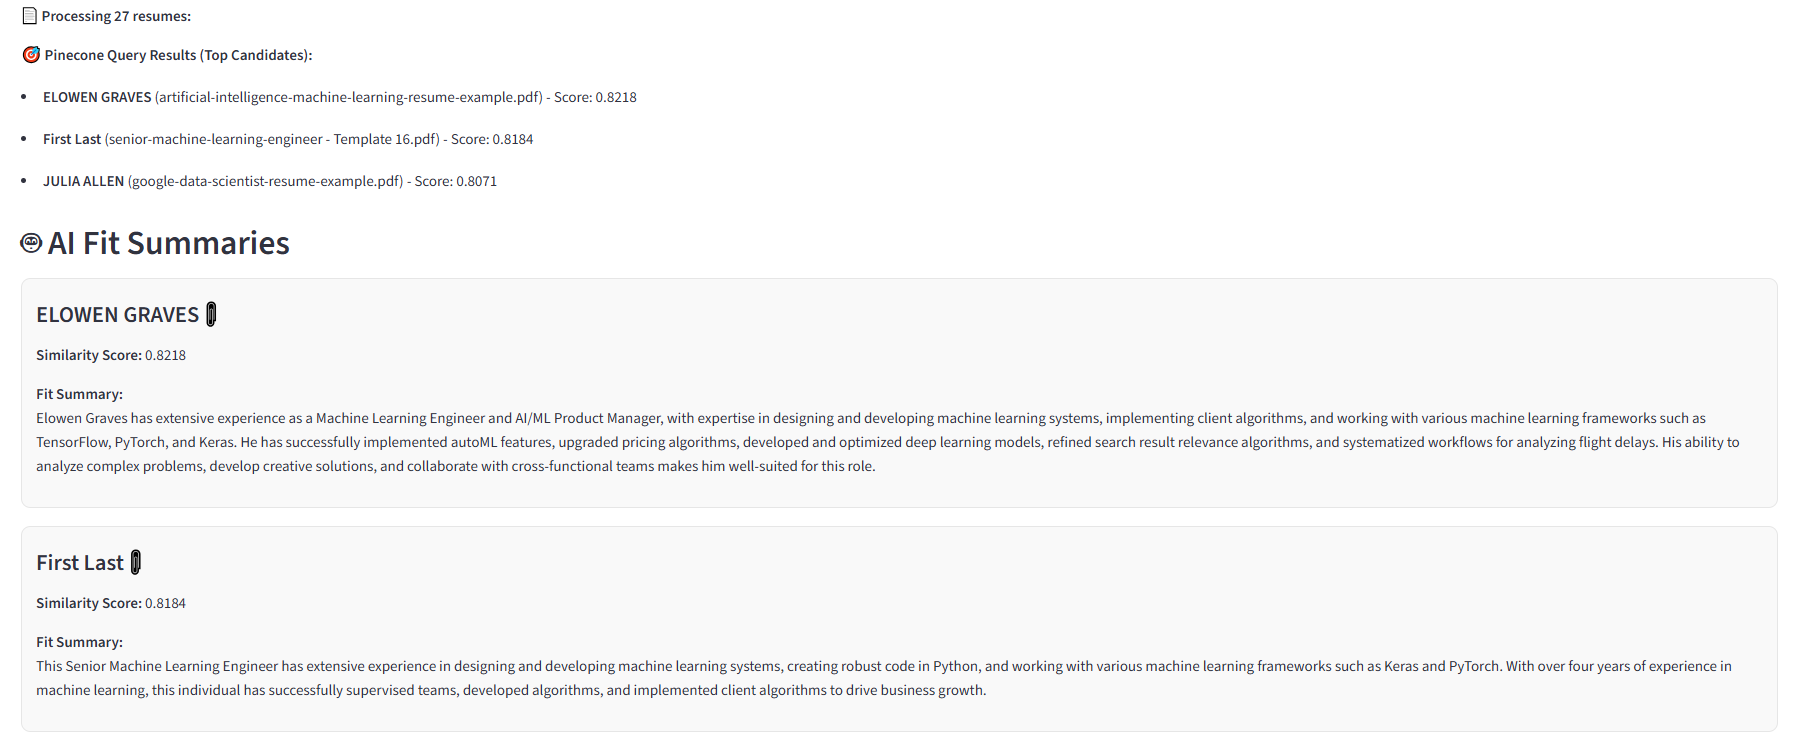 Processing 27 resumes:
Pinecone Query Results (Top Candidates):
ELOWEN GRAVES (artificial-intelligence-machine-learning-resume-example.pdf) - Score: 0.8218
First Last (senior-machine-learning-engineer - Template 16.pdf) - Score: 0.8184
JULIA ALLEN (google-data-scientist-resume-example.pdf) - Score: 0.8071
AI Fit Summaries
ELOWEN GRAVES
Similarity Score: 0.8218
Fit Summary:
Elowen Graves has extensive experience as a Machine Learning Engineer and AI/ML Product Manager, with expertise in designing and developing machine learning systems, implementing client algorithms, and working with various machine learning frameworks such as
TensorFlow, PyTorch, and Keras. He has successfully implemented autoML features, upgraded pricing algorithms, developed and optimized deep learning models, refined search result relevance algorithms, and systematized workflows for analyzing flight delays. His ability to
analyze complex problems, develop creative solutions, and collaborate with cross-functional teams makes him well-suited for this role.
First Last
Similarity Score: 0.8184
Fit Summary:
This Senior Machine Learning Engineer has extensive experience in designing and developing machine learning systems, creating robust code in Python, and working with various machine learning frameworks such as Keras and PyTorch. With over four years of experience in
machine learning, this individual has successfully supervised teams, developed algorithms, and implemented client algorithms to drive business growth.